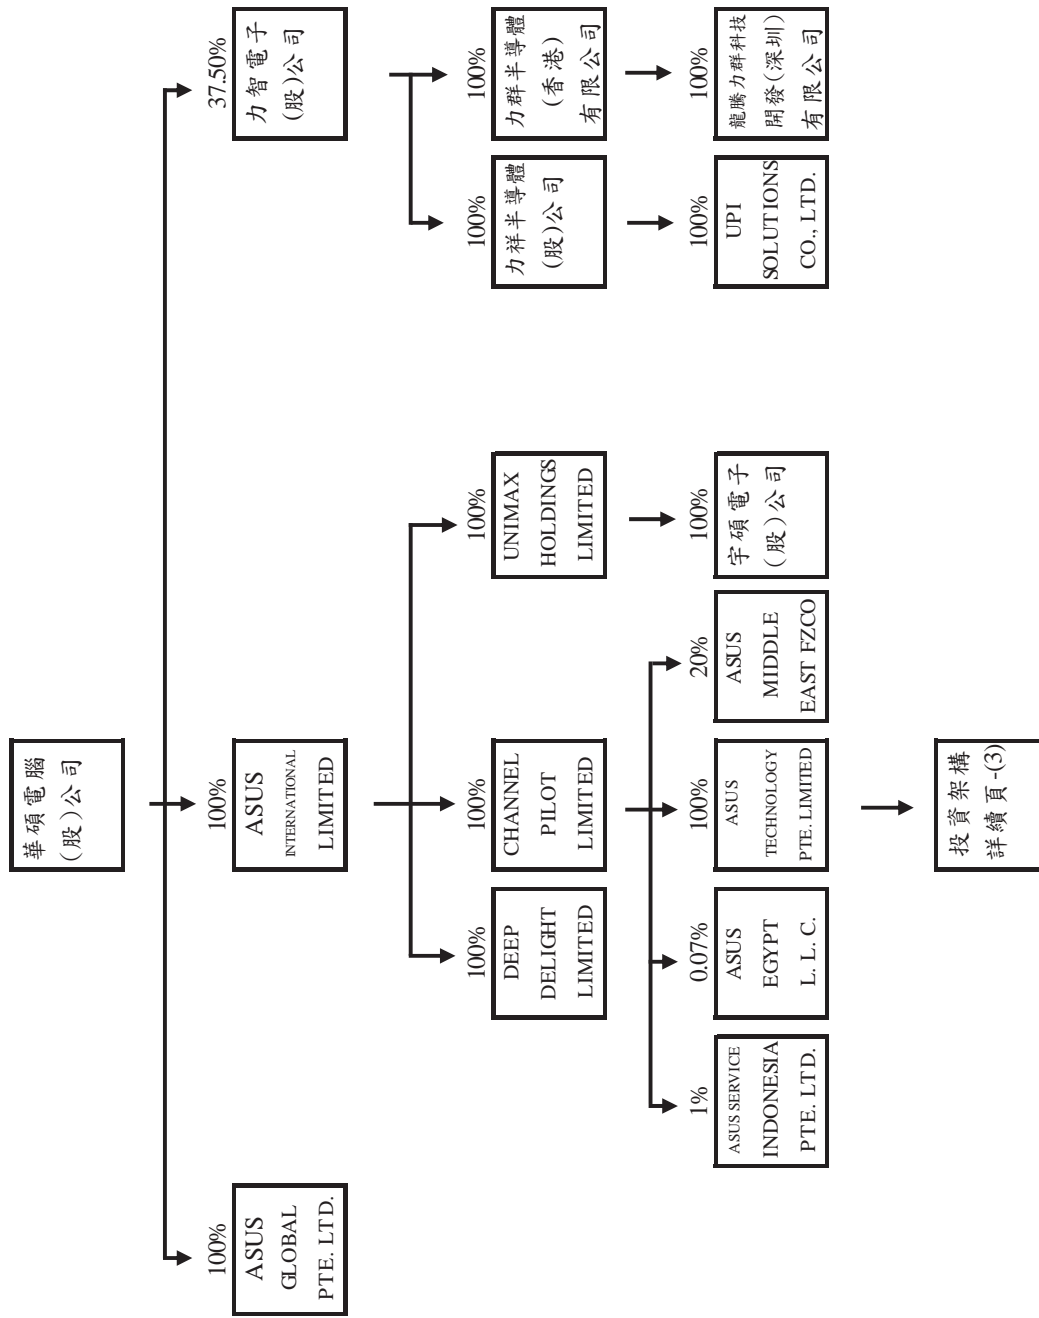 華碩電腦
(股)公司
100%
ASUS
GLOBAL
PTE. LTD.
100%
ASUS
INTERNATIONAL
LIMITED
37.50%
力智電子
(股)公司
100%
DEEP
DELIGHT
LIMITED
100%
CHANNEL
PILOT
LIMITED
100%
UNIMAX
HOLDINGS
LIMITED
100%
力祥半導體
(股)公司
100%
力群半導體
(香港)
有限公司
1%
ASUS SERVICE
INDONESIA
PTE. LTD.
0.07%
ASUS
EGYPT
L. L. C.
100%
ASUS
TECHNOLOGY
PTE. LIMITED
20%
ASUS
MIDDLE
EAST FZCO
100%
宇碩電子
(股)公司
100%
UPI
SOLUTIONS
CO., LTD.
100%
龍騰力群科技
開發(深圳)
有限公司
投資架構
詳續頁-(3)